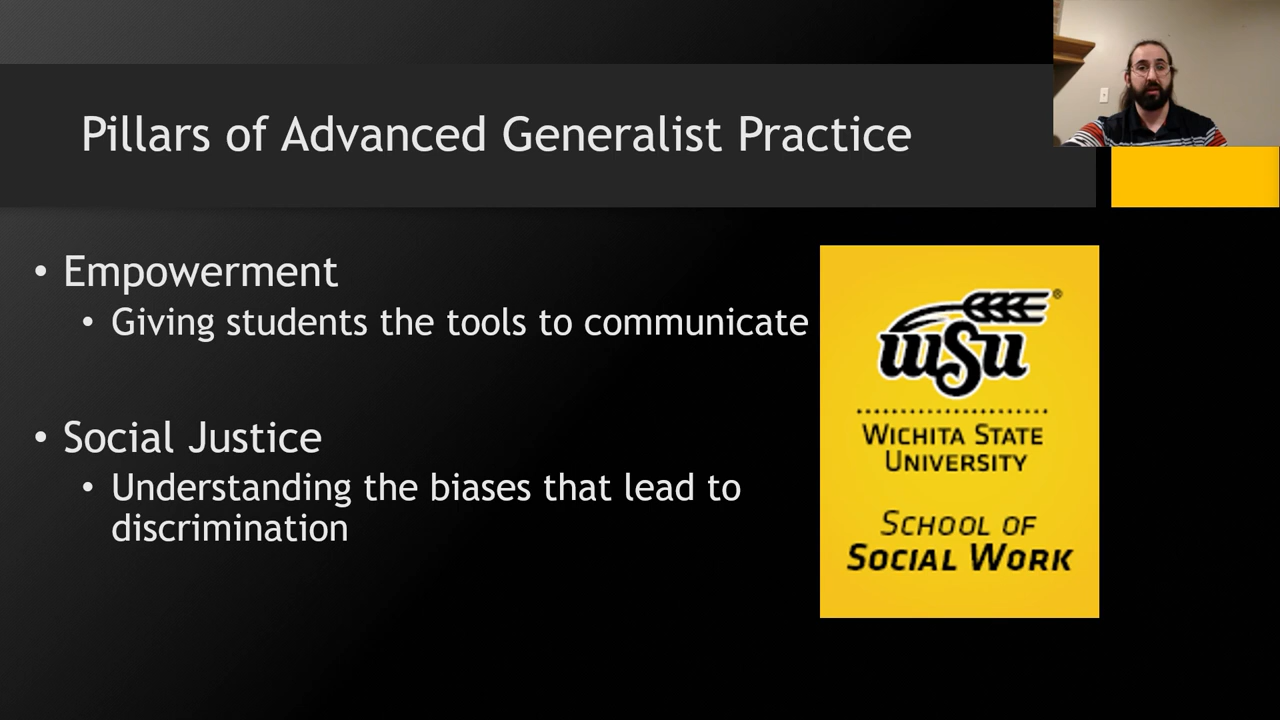 Pillars of Advanced Generalist Practice
• Empowerment
• Giving students the tools to communicate
• Social Justice
• Understanding the biases that lead to
discrimination
WSU®
WICHITA STATE
UNIVERSITY
SCHOOL OF
SOCIAL WORK